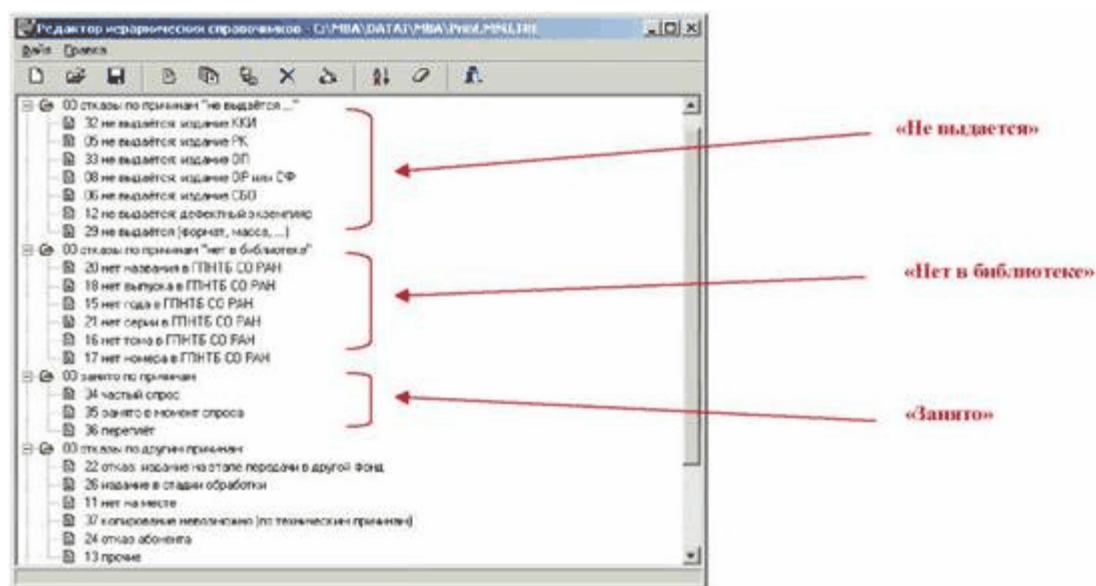 Редактор иерархических справочников - C:\MBA\DATA1\MBA\Print.MNU.TRE
Файл Правка
00 отказы по причинам "не выдаётся ..."
32 не выдаётся: издание ККИ
05 не выдаётся: издание РК
33 не выдаётся: издание ОП
08 не выдаётся: издание ОР или СФ
06 не выдаётся: издание СБО
12 не выдаётся: дефектный экземпляр
29 не выдаётся (формат, масса, ...)
00 отказы по причинам "нет в библиотеке"
20 нет названия в ГПНТБ СО РАН
18 нет выпуска в ГПНТБ СО РАН
15 нет года в ГПНТБ СО РАН
21 нет серии в ГПНТБ СО РАН
16 нет тома в ГПНТБ СО РАН
17 нет номера в ГПНТБ СО РАН
00 занято по причинам
34 частый спрос
35 занято в момент спроса
36 переплёт
00 отказы по другим причинам
22 отказ: издание на этапе передачи в другой фонд
26 издание в стадии обработки
11 нет на месте
37 копирование невозможно (по техническим причинам)
24 отказ абонента
13 прочие
«Не выдается»
«Нет в библиотеке»
«Занято»